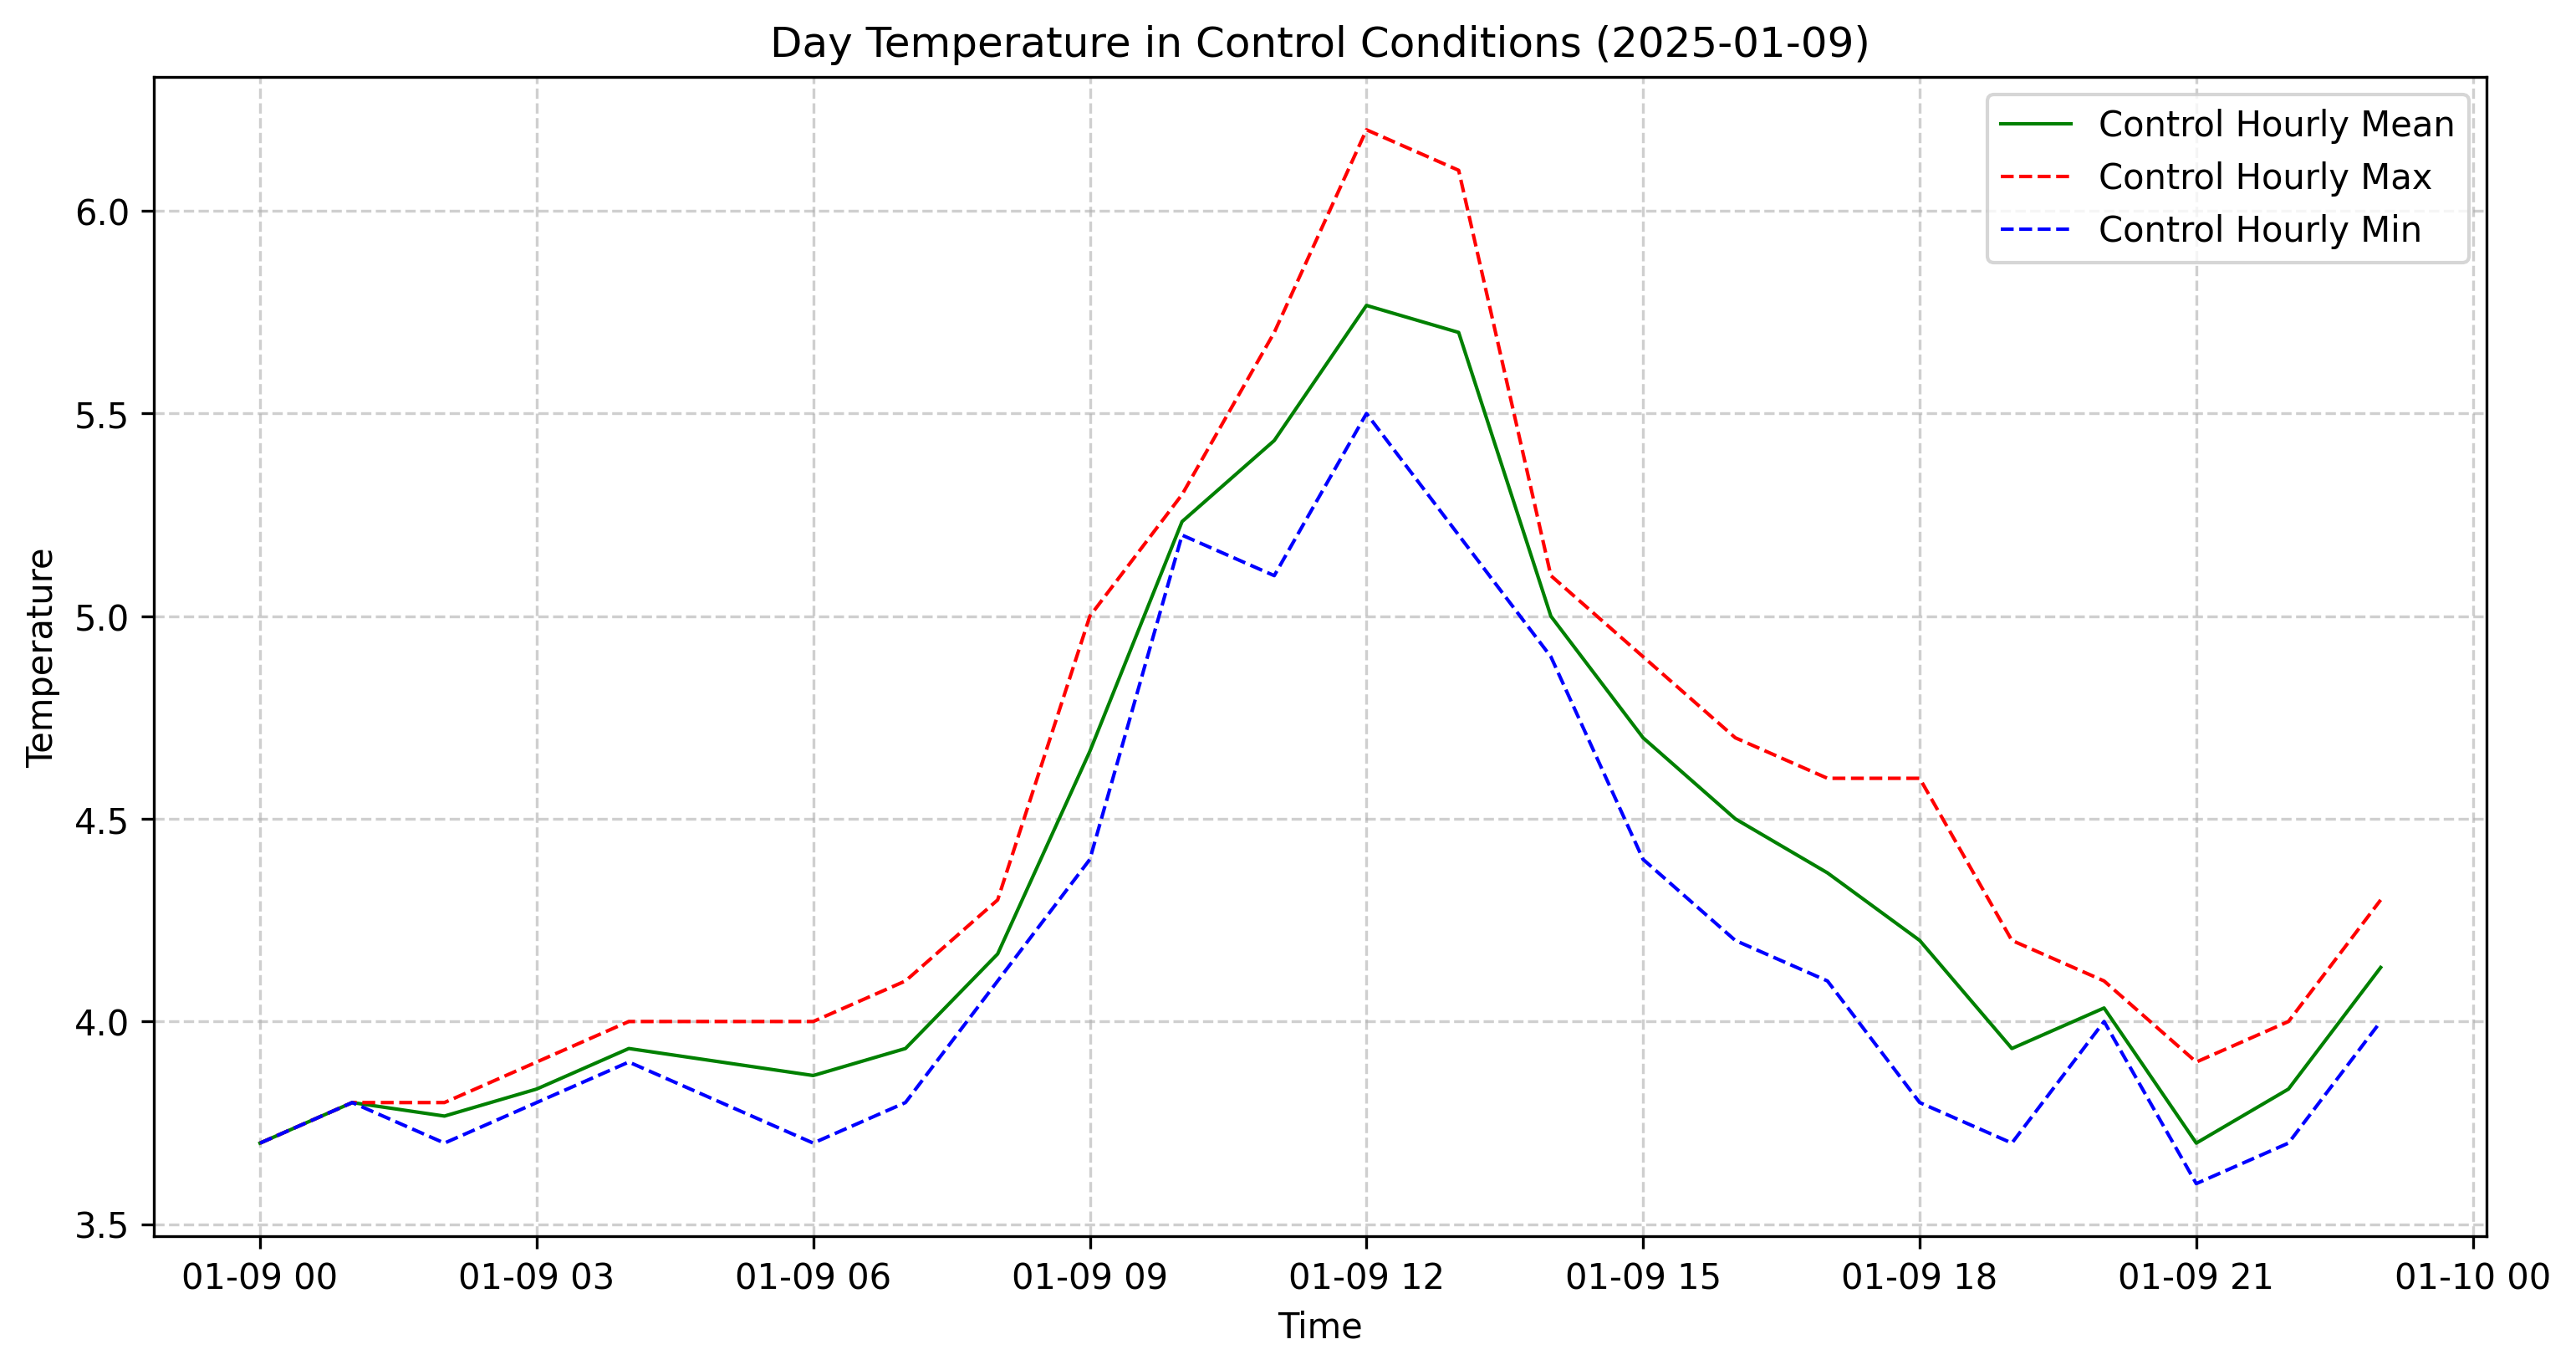 Day Temperature in Control Conditions (2025-01-09)
Control Hourly Mean
Control Hourly Max
Control Hourly Min
Temperature
6.0
5.5
5.0
4.5
4.0
3.5
01-09 00 01-09 03 01-09 06 01-09 09 01-09 12 01-09 15 01-09 18 01-09 21 01-10 00
Time